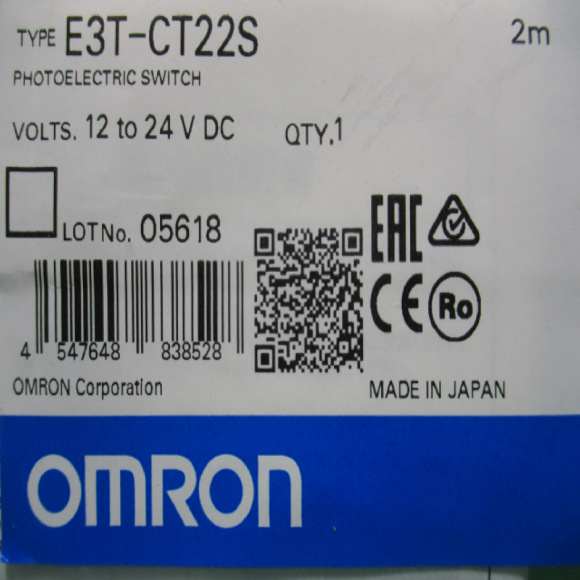 TYPE E3T-CT22S 2m
PHOTOELECTRIC SWITCH
VOLTS. 12 to 24 V DC QTY.1
LOT No. 05618
EAC
CE Ro
4 547648 838528
OMRON Corporation MADE IN JAPAN
OMRON